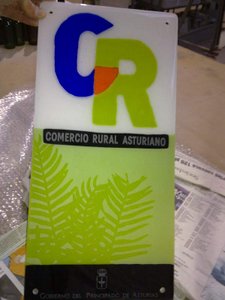 CR
COMERCIO RURAL ASTURIANO
GOBIERNO DEL PRINCIPADO DE ASTURIAS